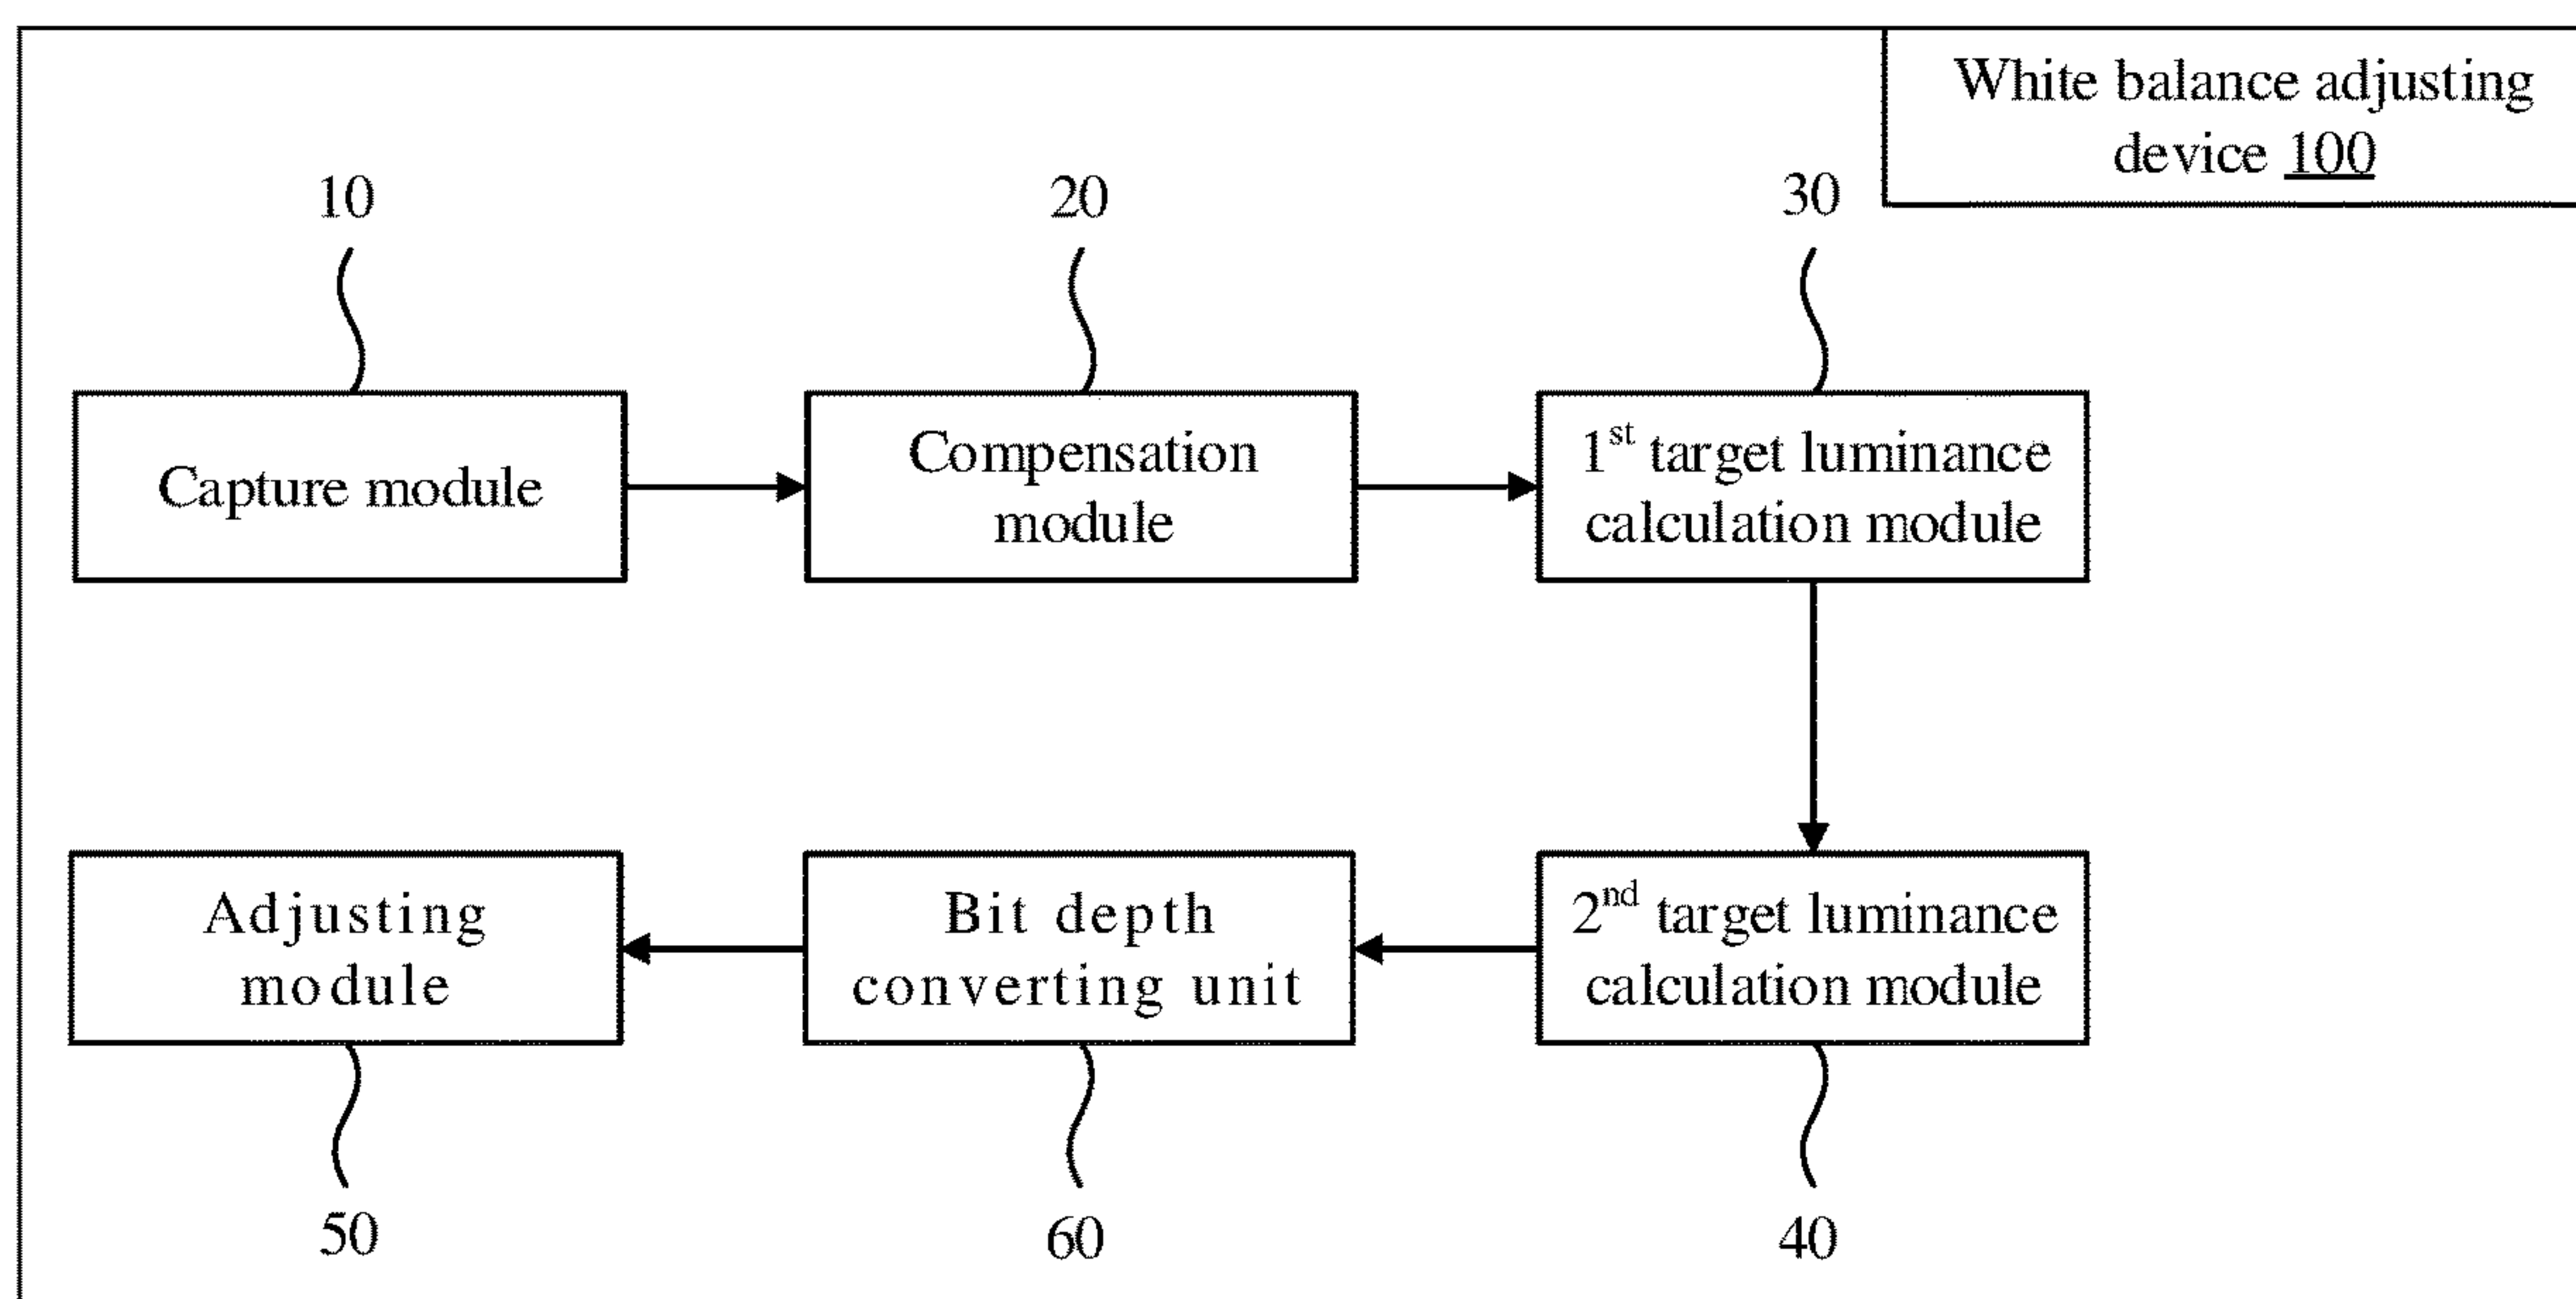 White balance adjusting
device 100
10
20
30
Capture module
Compensation
module
1st target luminance
calculation module
Adjusting
module
Bit depth
converting unit
2nd target luminance
calculation module
50
60
40